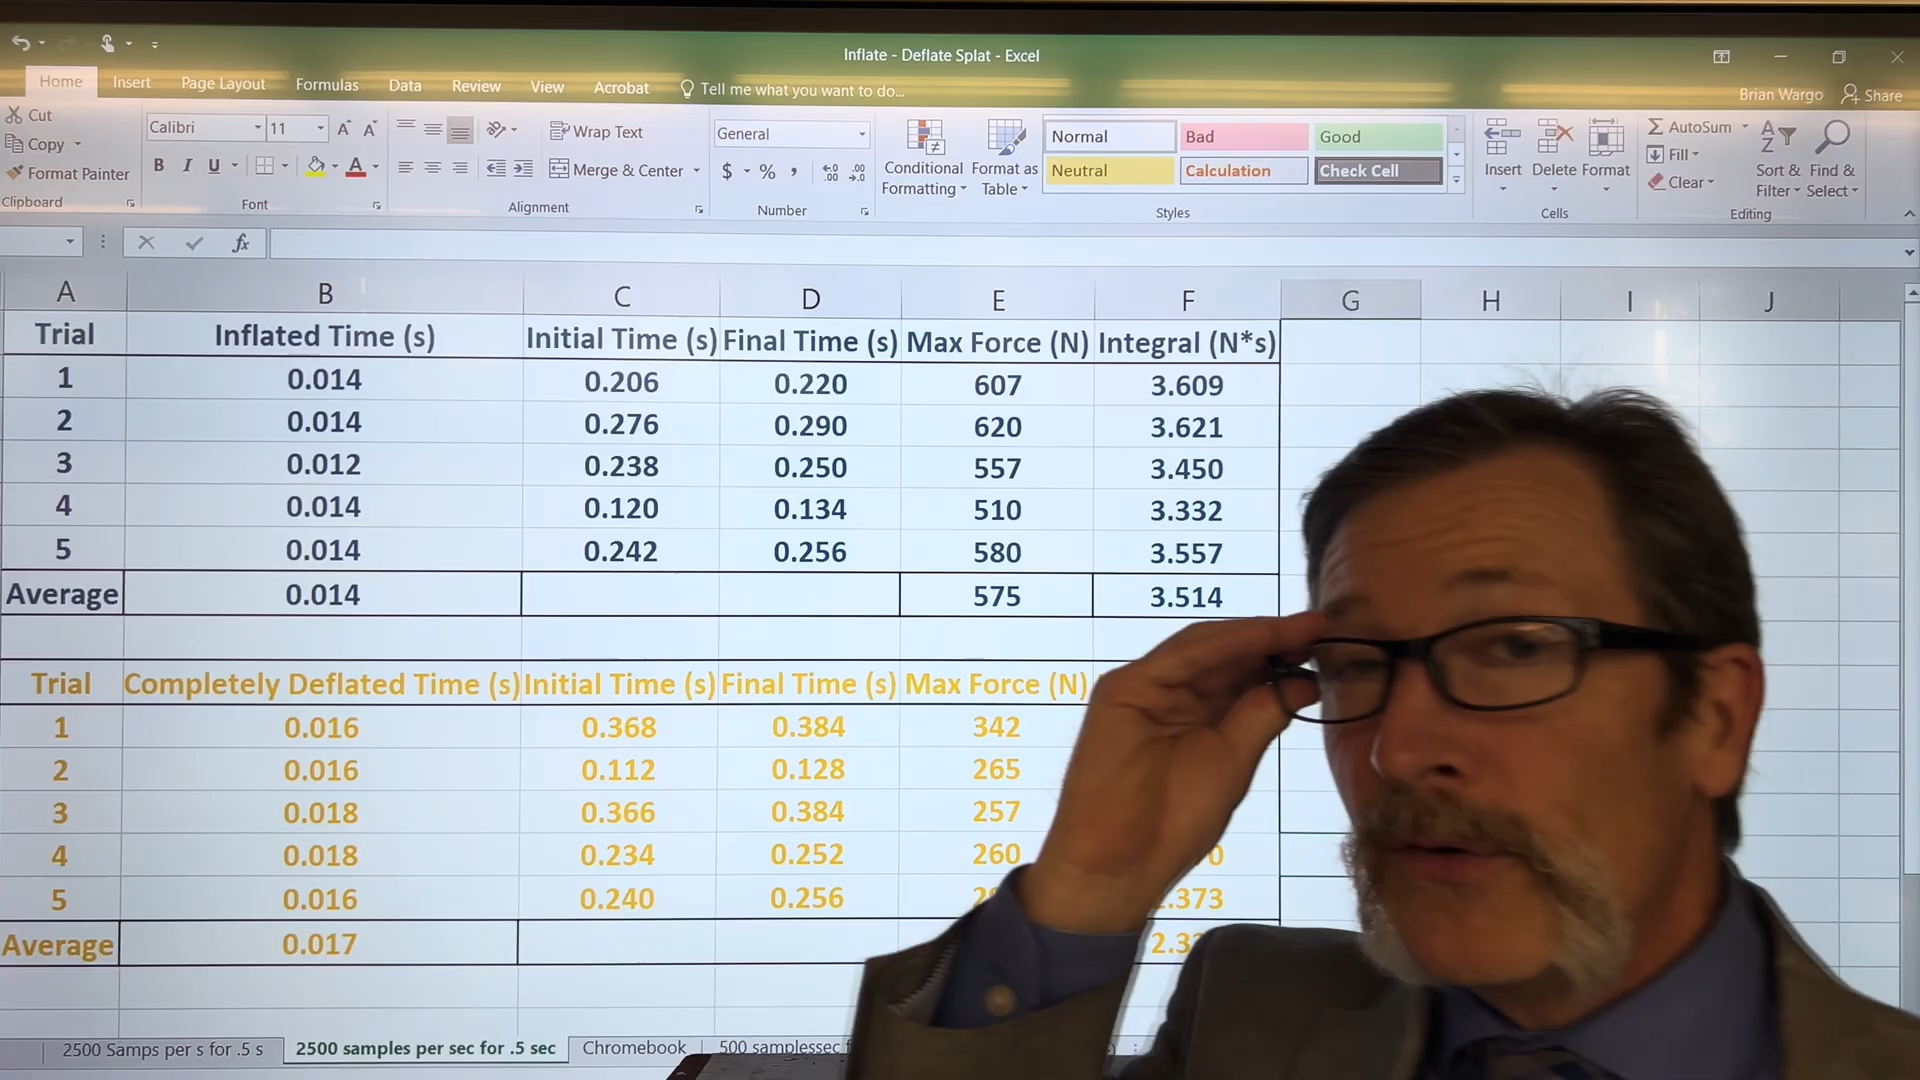 Inflate - Deflate Splat - Excel
Home Insert Page Layout Formulas Data Review View Acrobat Tell me what you want to do... Brian Wargo Share
Cut
Copy
Format Painter
Clipboard
Calibri 11
B I U A
Font
Wrap Text
Merge & Center
Alignment
General
$ % ,
Number
Conditional Formatting
Format as Table
Normal Bad Good
Neutral Calculation Check Cell
Styles
Insert Delete Format
Cells
AutoSum
Fill
Clear
Sort & Filter
Find & Select
Editing
fx
A B C D E F G H I J
Trial Inflated Time (s) Initial Time (s) Final Time (s) Max Force (N) Integral (N*s)
1 0.014 0.206 0.220 607 3.609
2 0.014 0.276 0.290 620 3.621
3 0.012 0.238 0.250 557 3.450
4 0.014 0.120 0.134 510 3.332
5 0.014 0.242 0.256 580 3.557
Average 0.014 575 3.514
Trial Completely Deflated Time (s) Initial Time (s) Final Time (s) Max Force (N)
1 0.016 0.368 0.384 342
2 0.016 0.112 0.128 265
3 0.018 0.366 0.384 257
4 0.018 0.234 0.252 260
5 0.016 0.240 0.256 .373
Average 0.017
2500 Samps per s for .5 s 2500 samples per sec for .5 sec Chromebook 500 samplessec